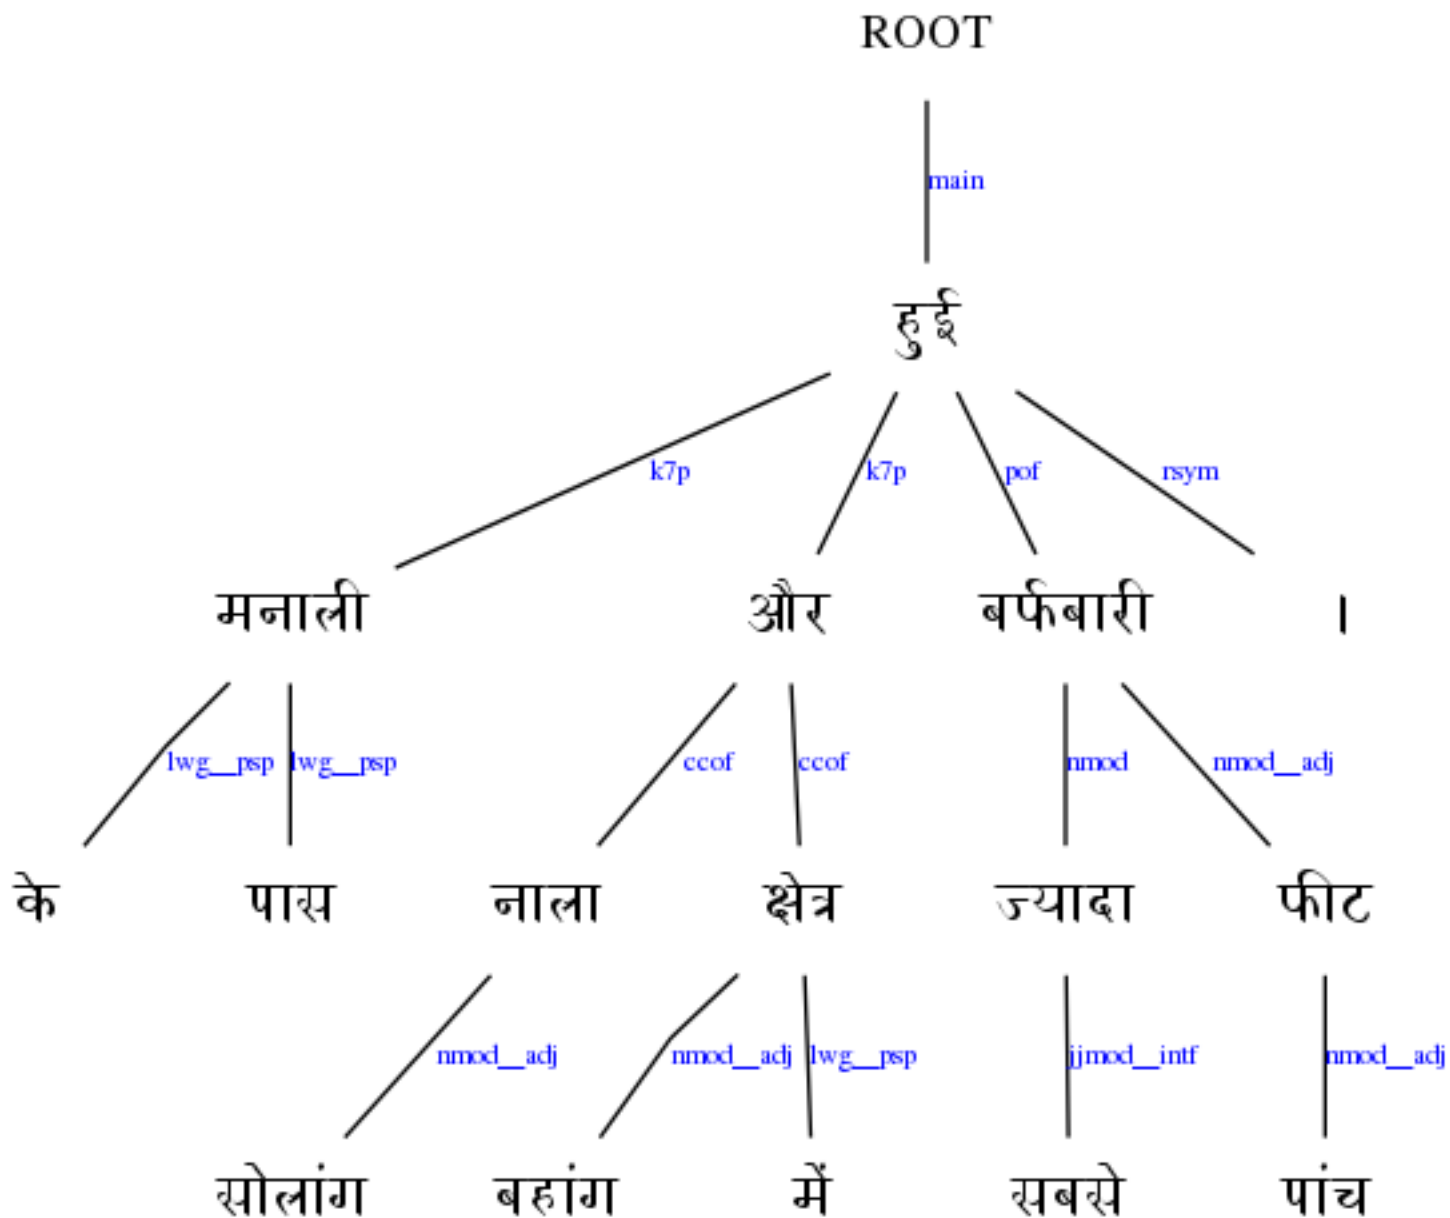 ROOT
main
हुई
k7p k7p pof rsym
मनाली और बर्फबारी ।
lwg__psp lwg__psp ccof ccof nmod nmod__adj
के पास नाला क्षेत्र ज्यादा फीट
nmod__adj nmod__adj lwg__psp jjmod__intf nmod__adj
सोलांग बहांग में सबसे पांच